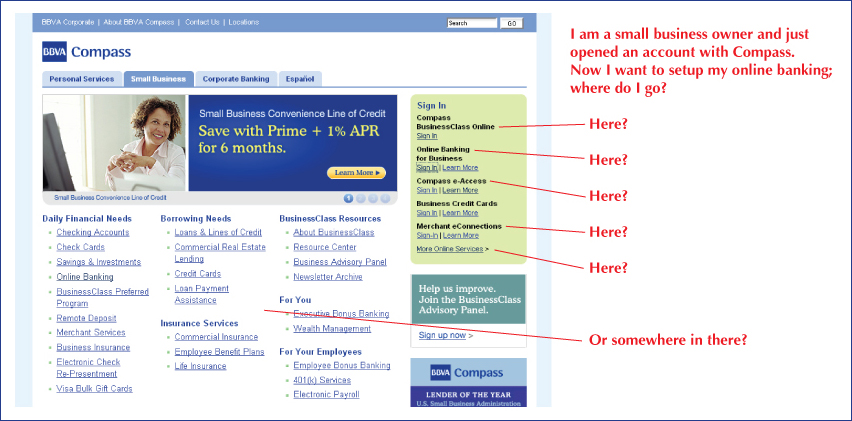 BBVA Corporate | About BBVA Compass | Contact Us | Locations
Search GO
BBVA Compass
Personal Services Small Business Corporate Banking Español
Small Business Convenience Line of Credit
Save with Prime + 1% APR
for 6 months.
Learn More
Small Business Convenience Line of Credit
1 2 3 4
Daily Financial Needs
Checking Accounts
Check Cards
Savings & Investments
Online Banking
BusinessClass Preferred
Program
Remote Deposit
Merchant Services
Business Insurance
Electronic Check
Re-Presentment
Visa Bulk Gift Cards
Borrowing Needs
Loans & Lines of Credit
Commercial Real Estate
Lending
Credit Cards
Loan Payment
Assistance
Insurance Services
Commercial Insurance
Employee Benefit Plans
Life Insurance
BusinessClass Resources
About BusinessClass
Resource Center
Business Advisory Panel
Newsletter Archive
For You
Executive Bonus Banking
Wealth Management
For Your Employees
Employee Bonus Banking
401(k) Services
Electronic Payroll
Sign In
Compass
BusinessClass Online
Sign In
Online Banking
for Business
Sign In | Learn More
Compass e-Access
Sign In | Learn More
Business Credit Cards
Sign In | Learn More
Merchant eConnections
Sign-In | Learn More
More Online Services >
Help us improve.
Join the BusinessClass
Advisory Panel.
Sign up now >
BBVA Compass
LENDER OF THE YEAR
U.S. Small Business Administration
I am a small business owner and just
opened an account with Compass.
Now I want to setup my online banking;
where do I go?
Here?
Here?
Here?
Here?
Here?
Or somewhere in there?